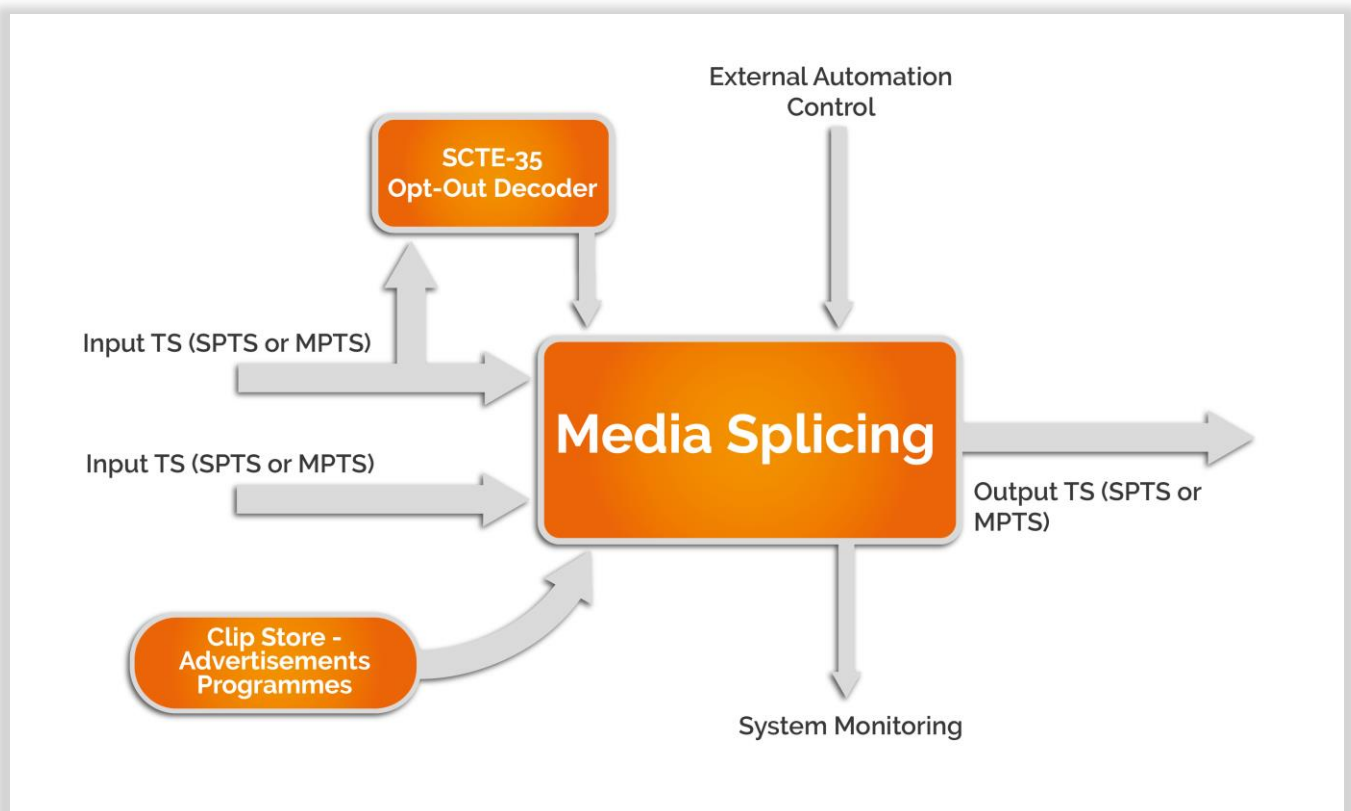 External Automation
Control
SCTE-35
Opt-Out Decoder
Input TS (SPTS or MPTS)
Media Splicing
Input TS (SPTS or MPTS)
Output TS (SPTS or
MPTS)
Clip Store -
Advertisements
Programmes
System Monitoring